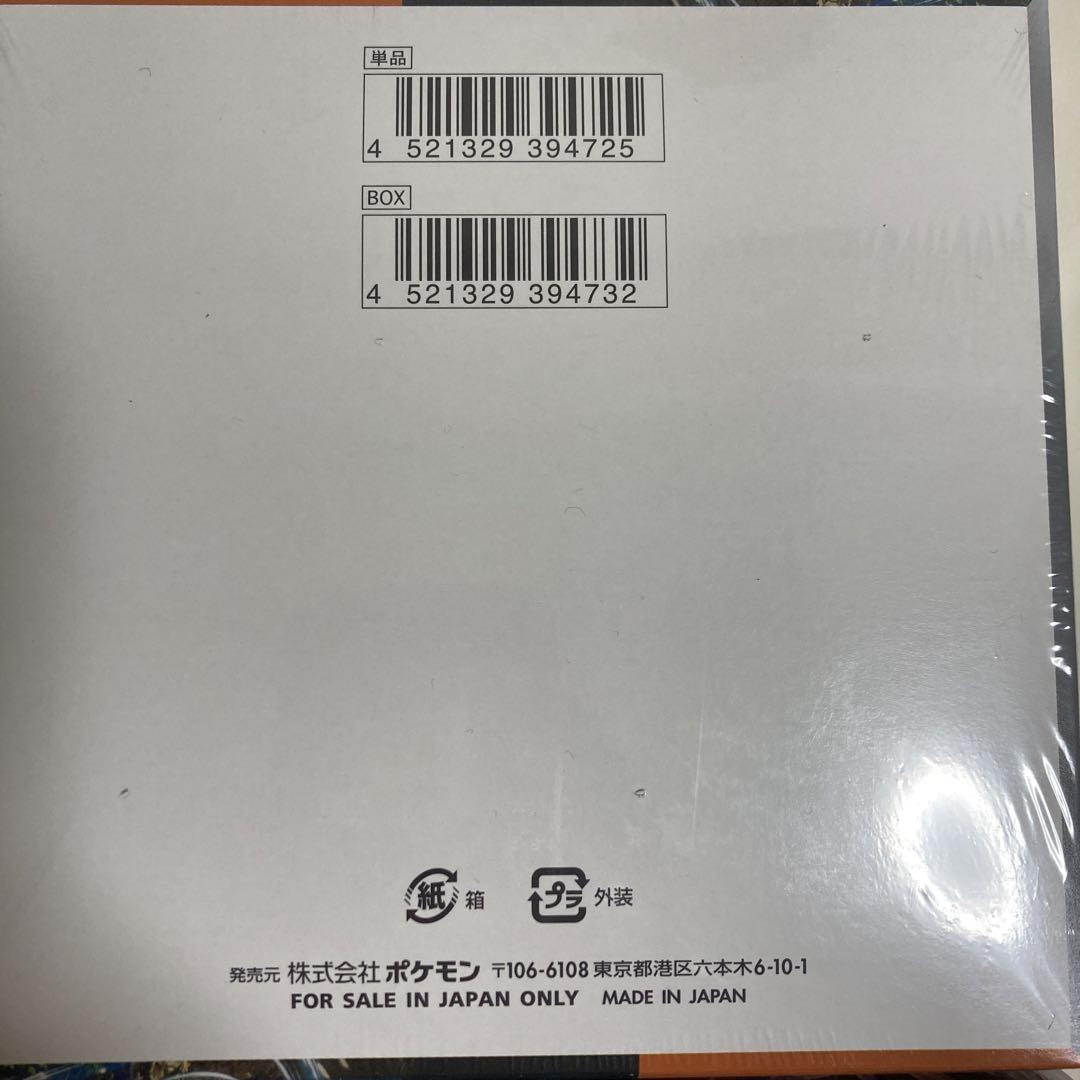 単品
4 521329 394725
BOX
4 521329 394732
紙 箱 プラ 外装
発売元 株式会社 ポケモン 〒106-6108 東京都港区六本木6-10-1
FOR SALE IN JAPAN ONLY MADE IN JAPAN